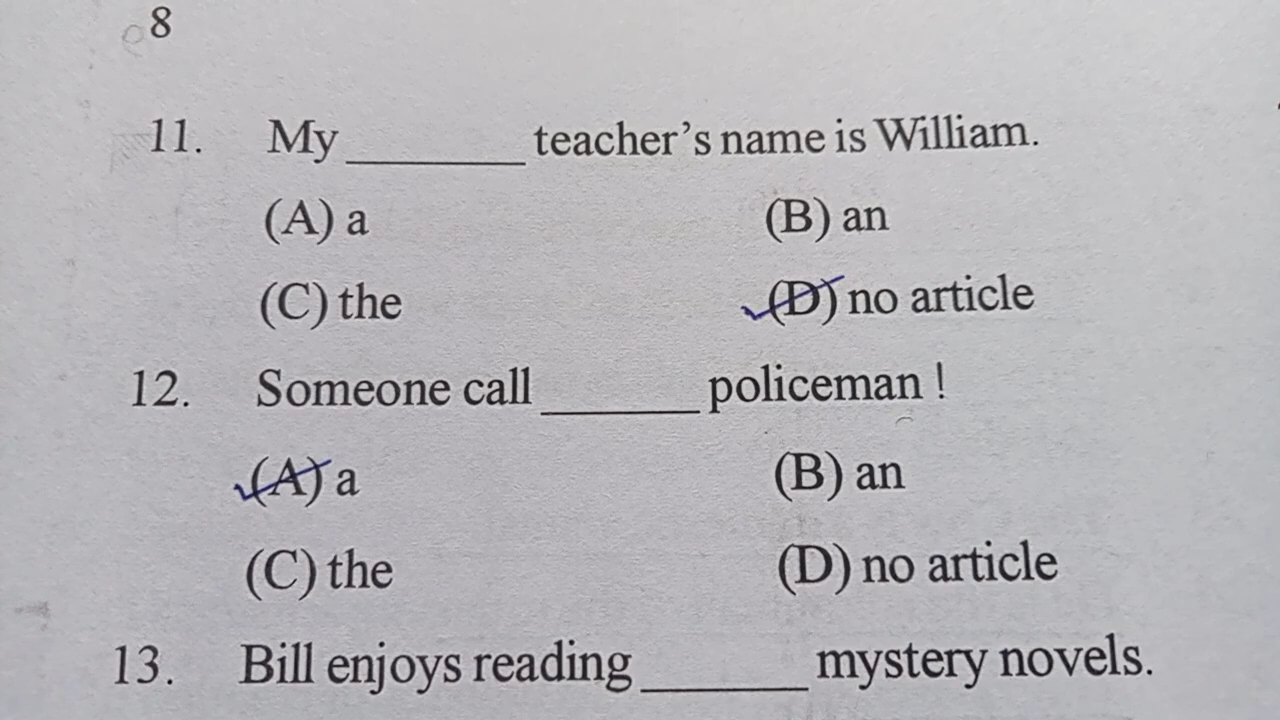 8
11. My ________ teacher's name is William.
(A) a (B) an
(C) the (D) no article
12. Someone call _______ policeman !
(A) a (B) an
(C) the (D) no article
13. Bill enjoys reading _______ mystery novels.